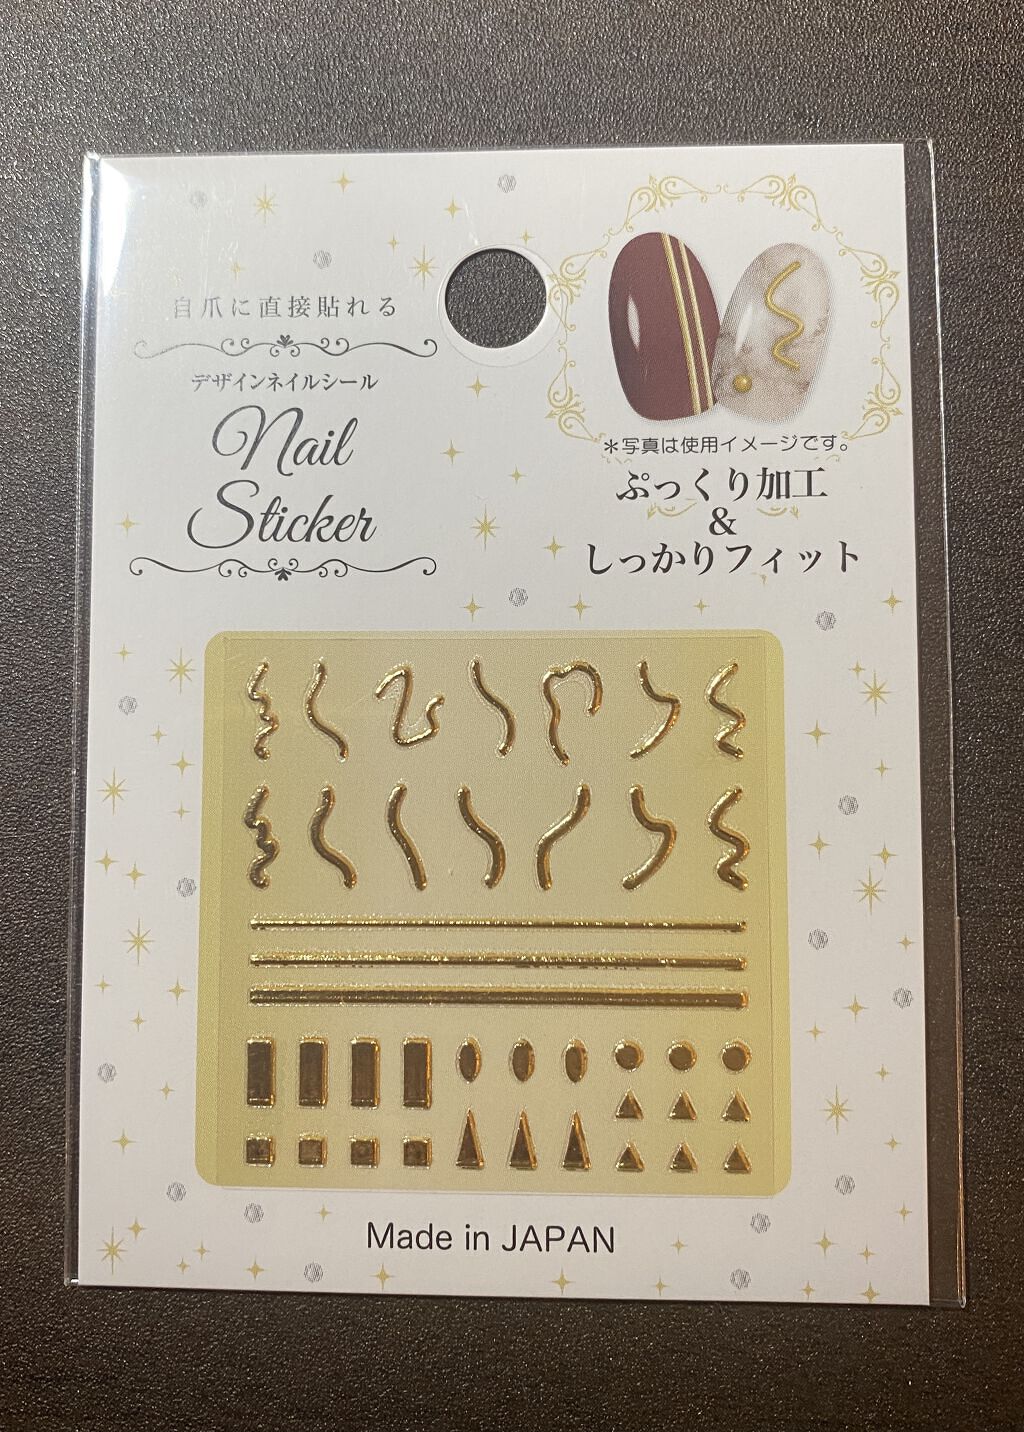 自爪に直接貼れる
デザインネイルシール
Nail
Sticker
＊写真は使用イメージです。
ぷっくり加工
&
しっかりフィット
Made in JAPAN